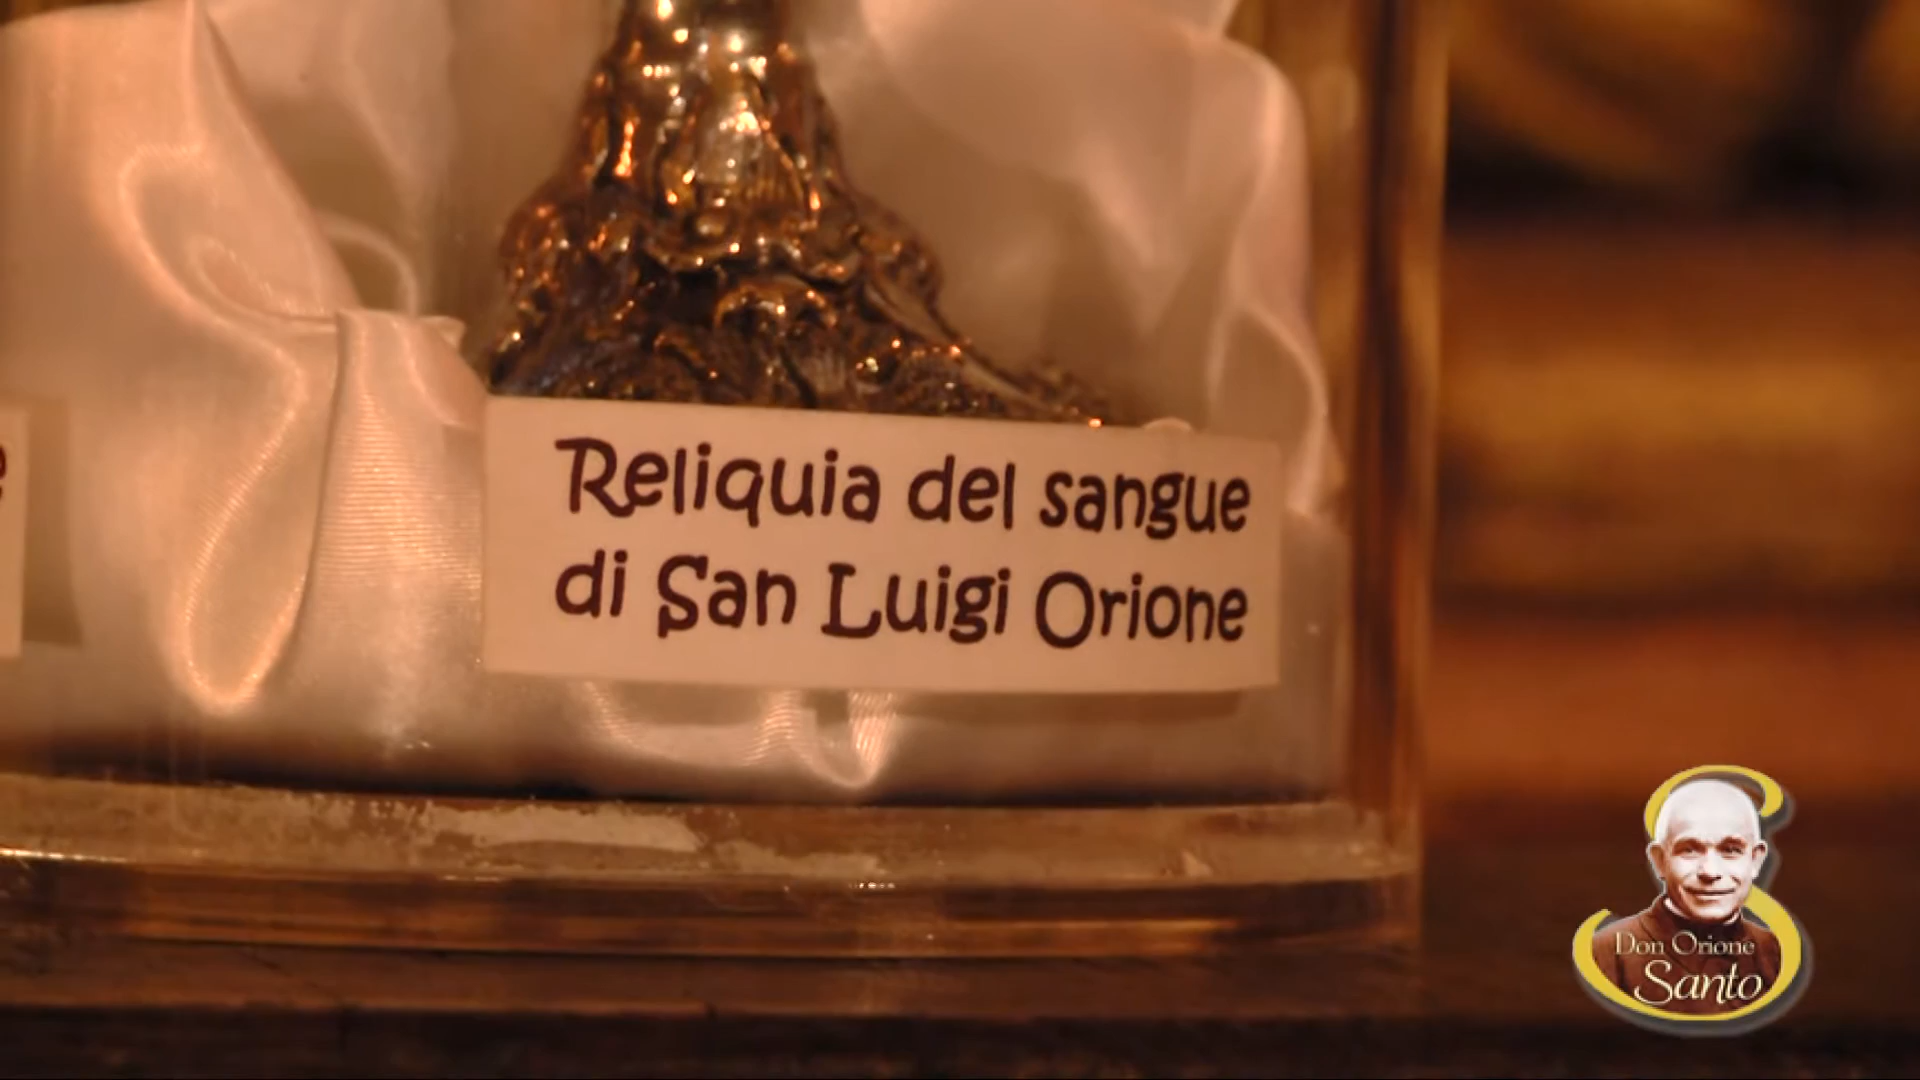 Reliquia del sangue
di San Luigi Orione
Don Orione
Santo